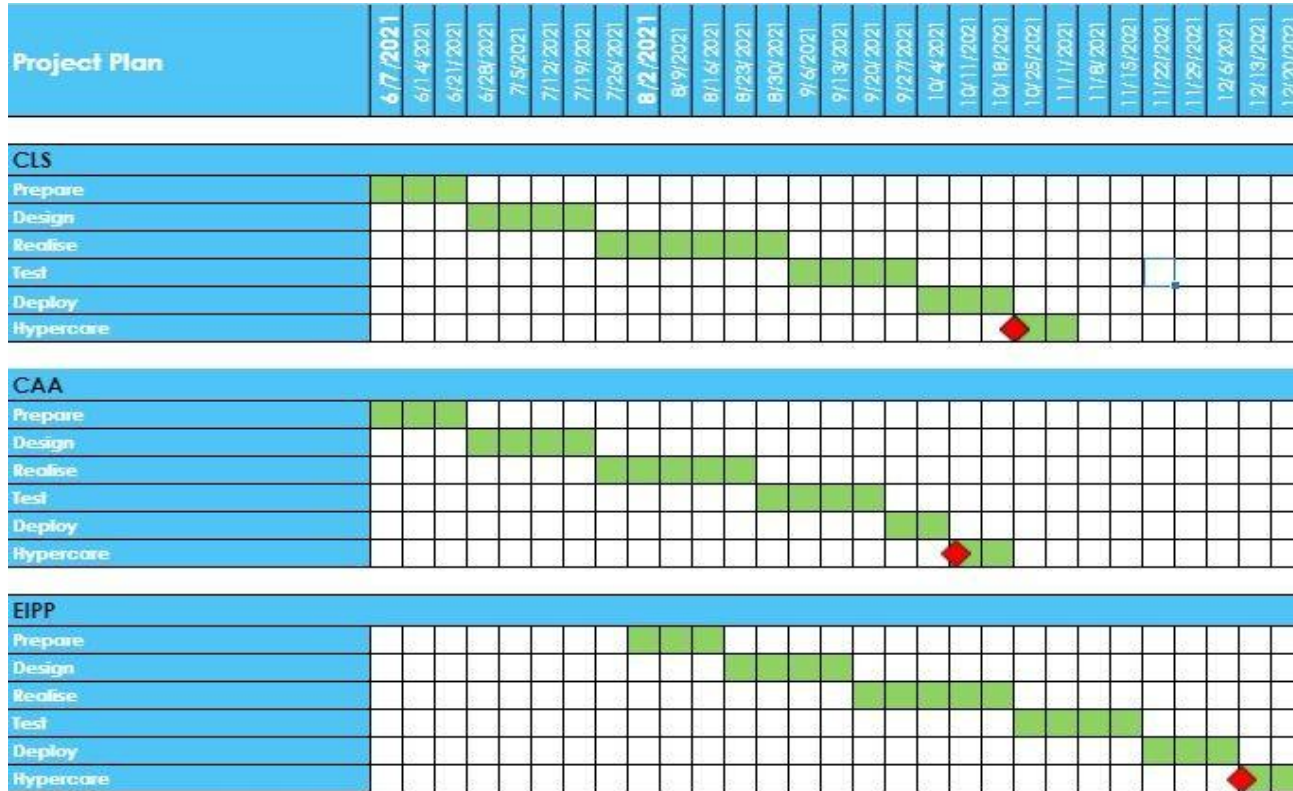 Project Plan
6/7/2021
6/14/2021
6/21/2021
6/28/2021
7/5/2021
7/12/2021
7/19/2021
7/26/2021
8/2/2021
8/9/2021
8/16/2021
8/23/2021
8/30/2021
9/6/2021
9/13/2021
9/20/2021
9/27/2021
10/4/2021
10/11/2021
10/18/2021
10/25/2021
11/1/2021
11/8/2021
11/15/2021
11/22/2021
11/29/2021
12/6/2021
12/13/2021
12/20/2021
CLS
Prepare
Design
Realise
Test
Deploy
Hypercare
CAA
Prepare
Design
Realise
Test
Deploy
Hypercare
EIPP
Prepare
Design
Realise
Test
Deploy
Hypercare